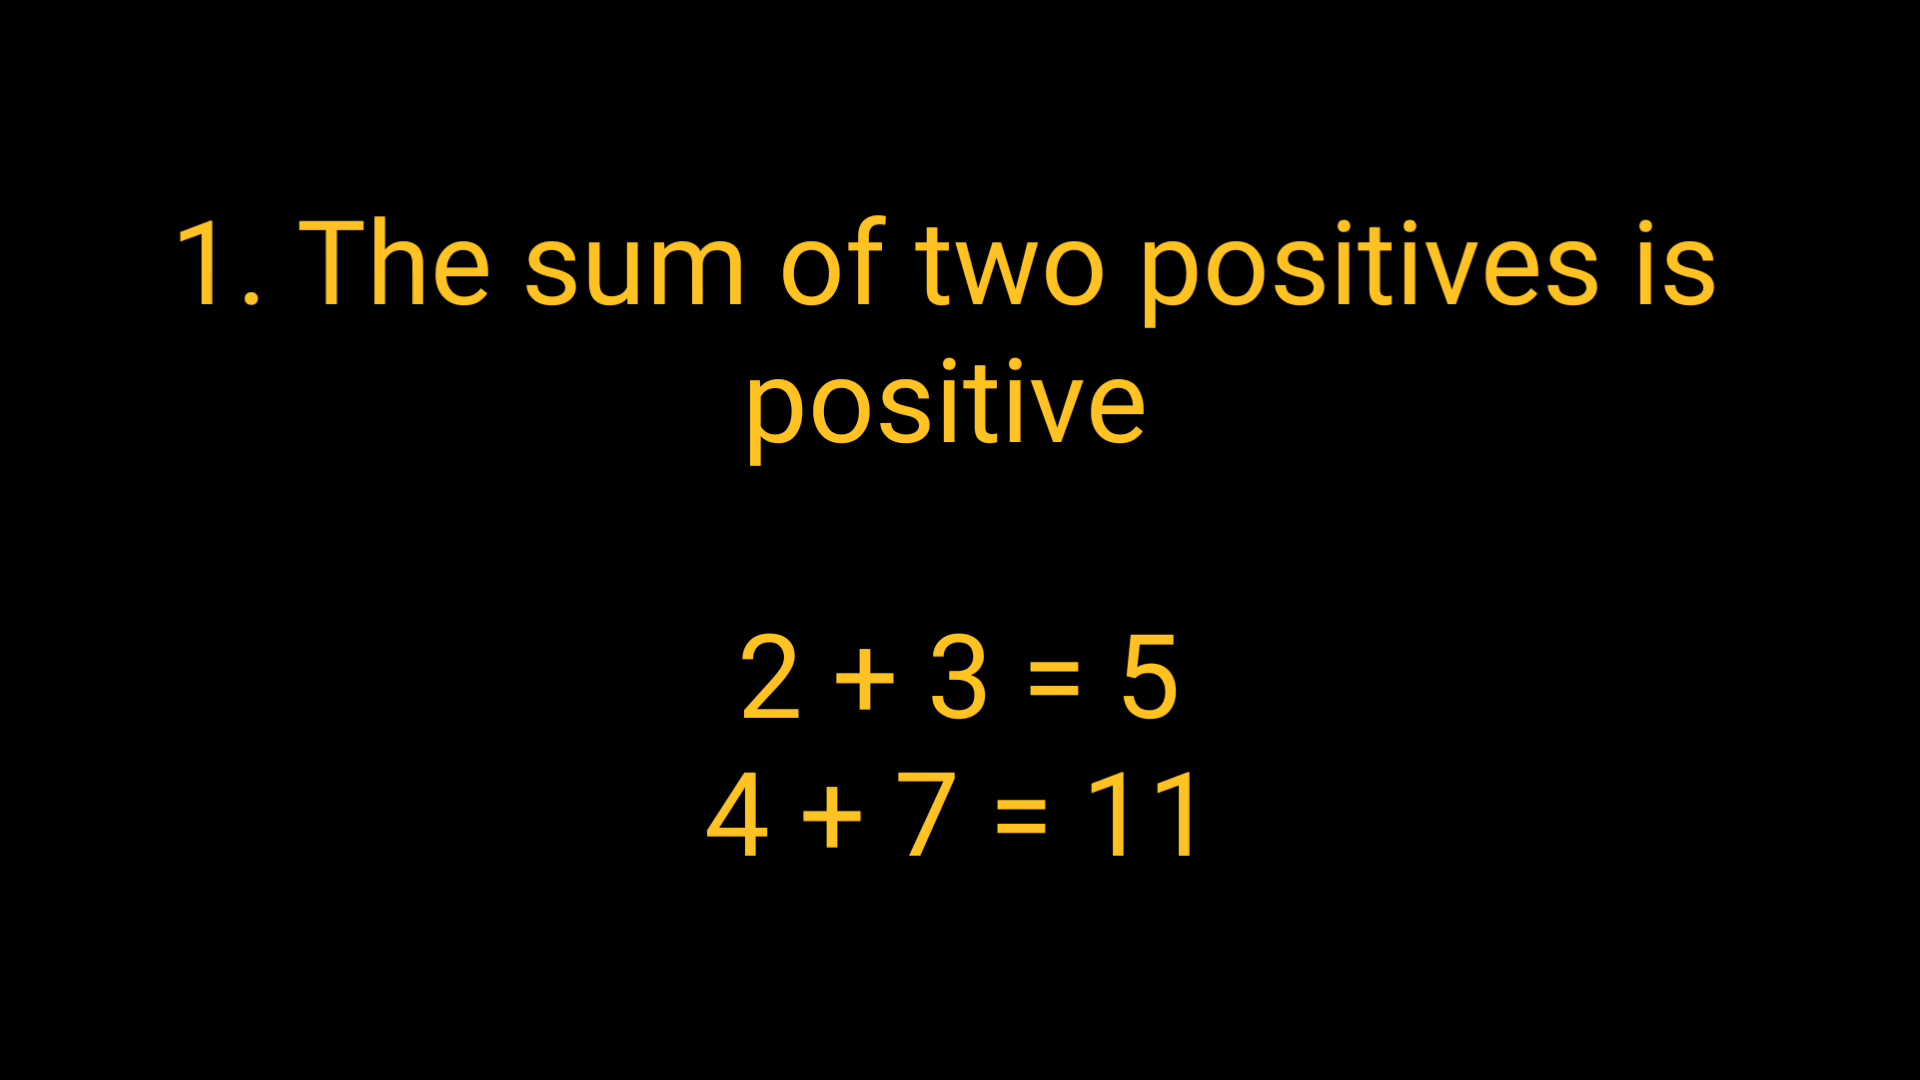 1. The sum of two positives is
positive
2 + 3 = 5
4 + 7 = 11